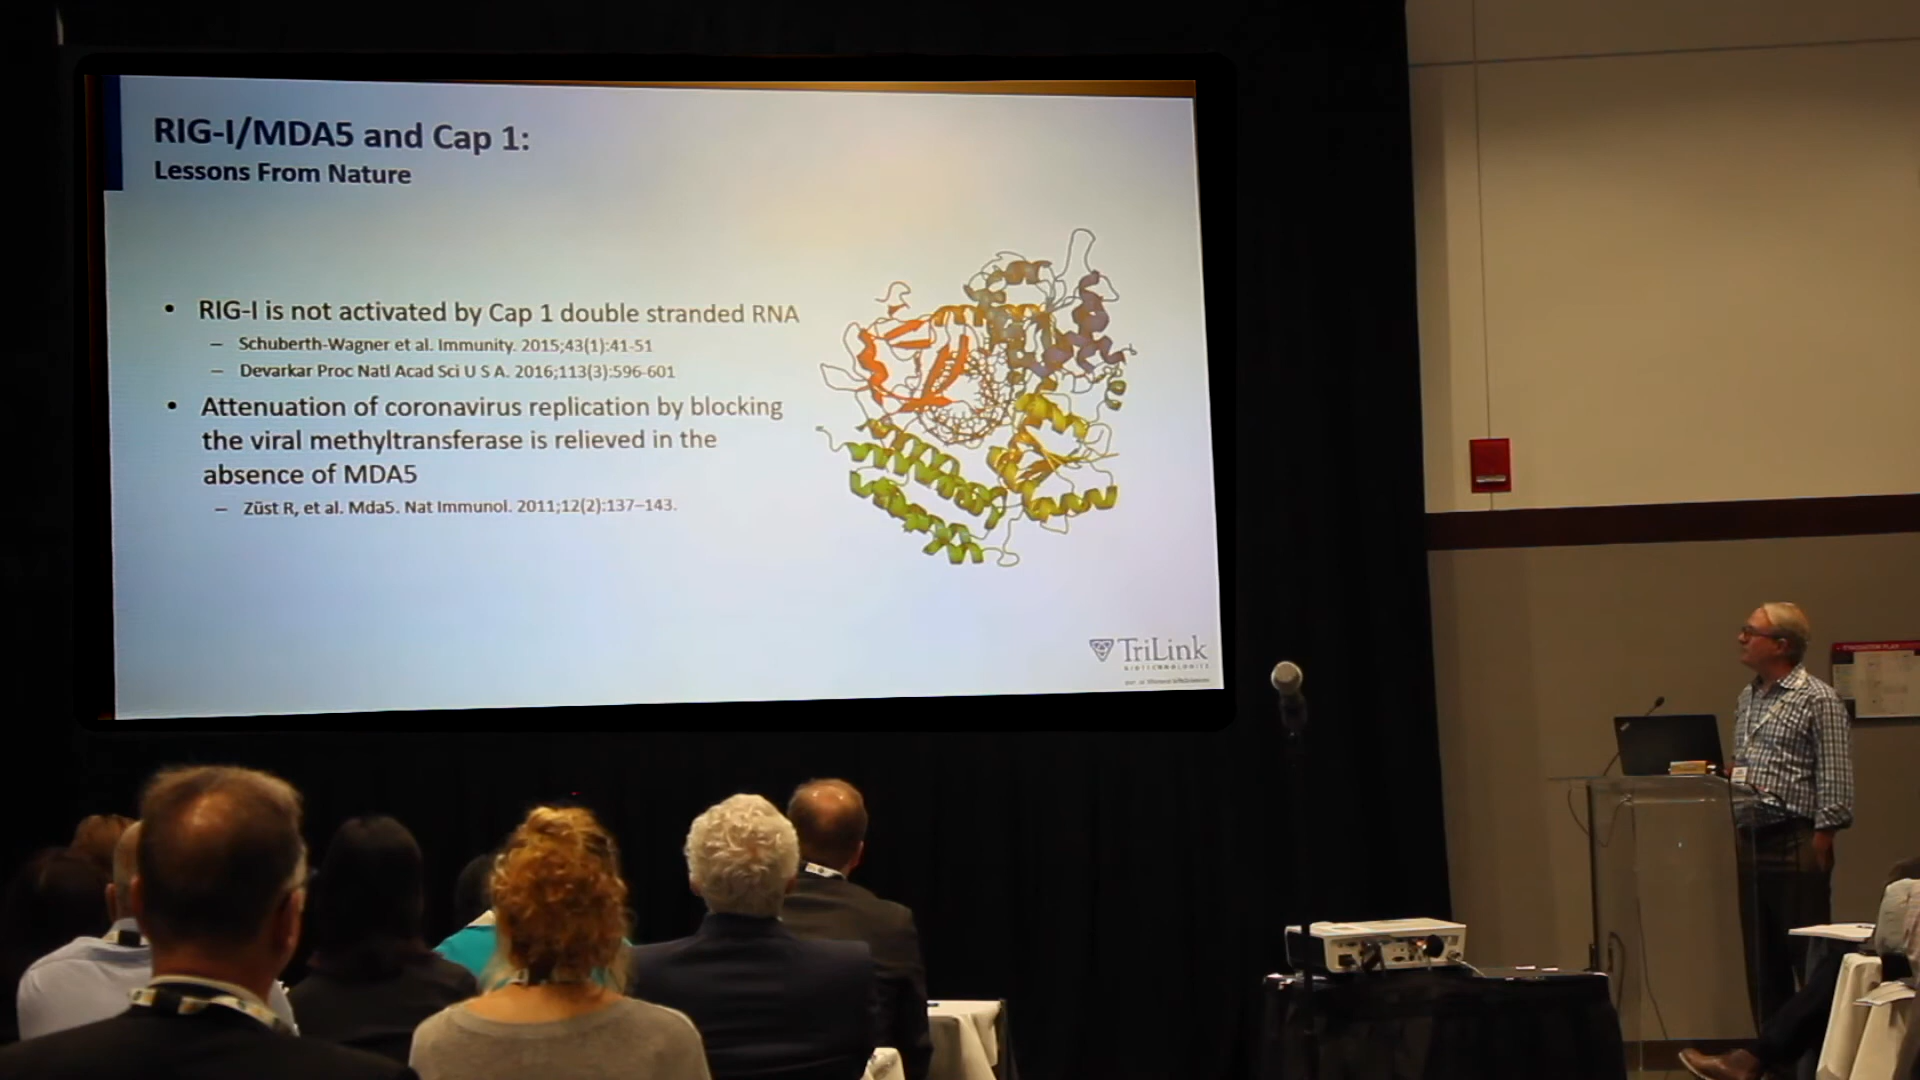 RIG-I/MDA5 and Cap 1:
Lessons From Nature
• RIG-I is not activated by Cap 1 double stranded RNA
– Schuberth-Wagner et al. Immunity. 2015;43(1):41-51
– Devarkar Proc Natl Acad Sci U S A. 2016;113(3):596-601
• Attenuation of coronavirus replication by blocking
the viral methyltransferase is relieved in the
absence of MDA5
– Züst R, et al. Mda5. Nat Immunol. 2011;12(2):137–143.
TriLink
BIOTECHNOLOGIES
EVACUATION PLAN